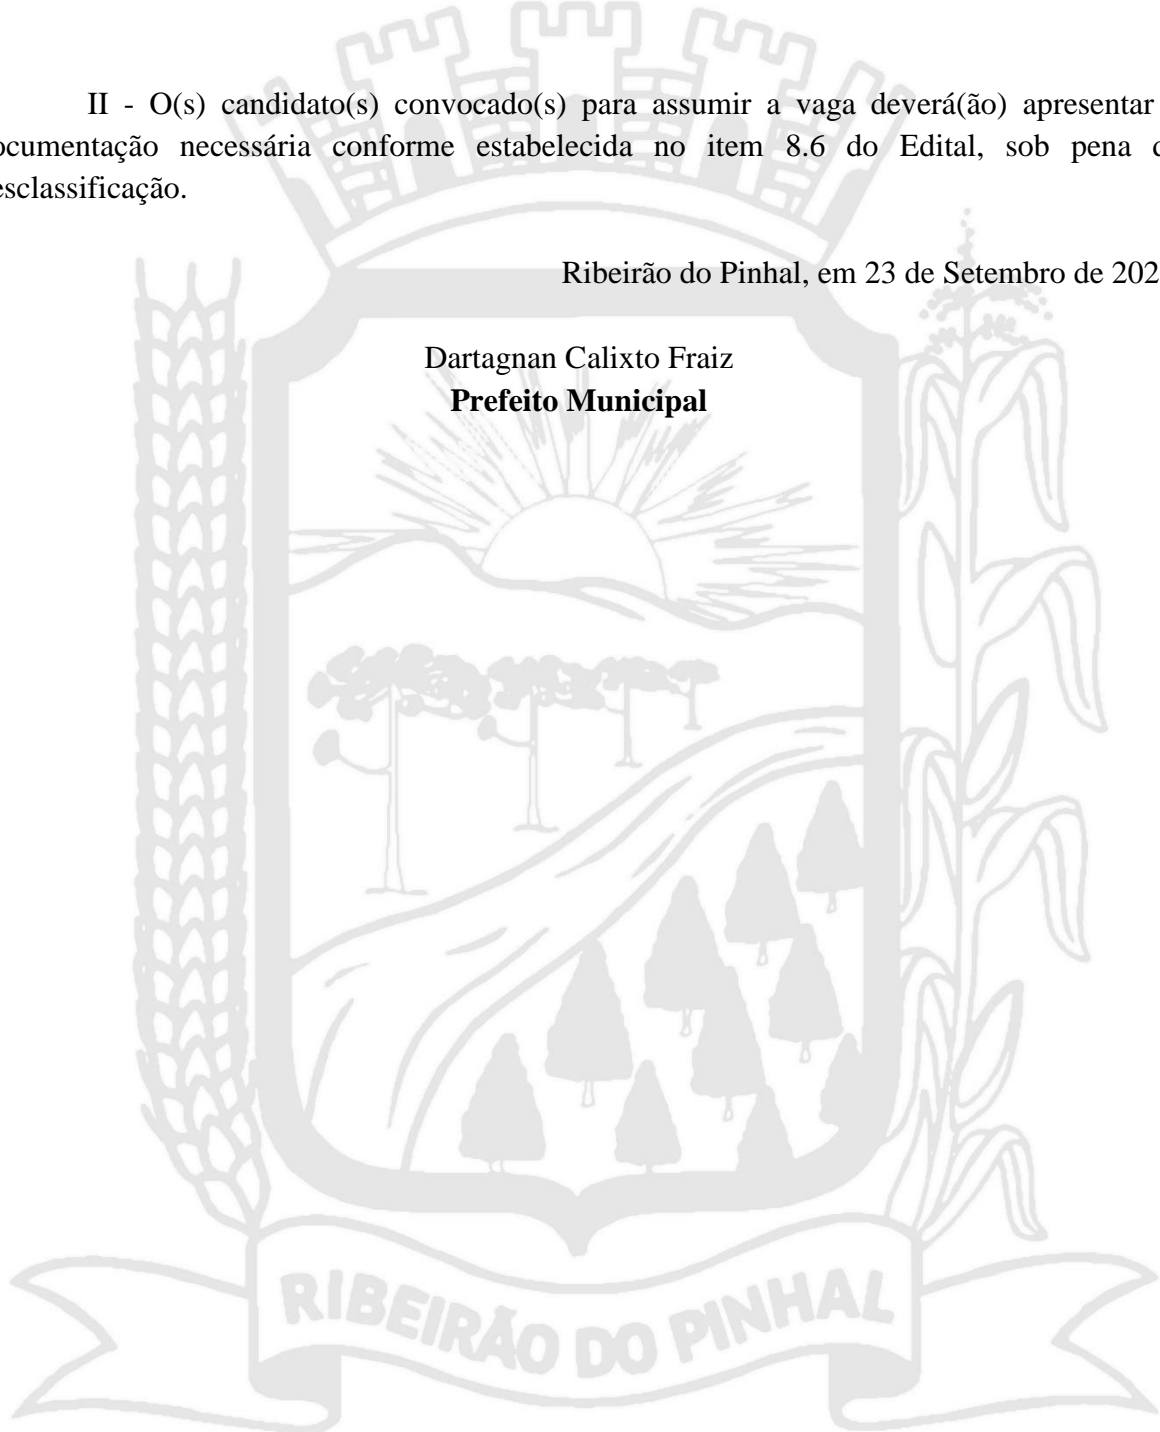 II - O(s) candidato(s) convocado(s) para assumir a vaga deverá(ão) apresentar
ocumentação necessária conforme estabelecida no item 8.6 do Edital, sob pena d
esclassificação.
Ribeirão do Pinhal, em 23 de Setembro de 202
Dartagnan Calixto Fraiz
Prefeito Municipal
RIBEIRÃO DO PINHAL